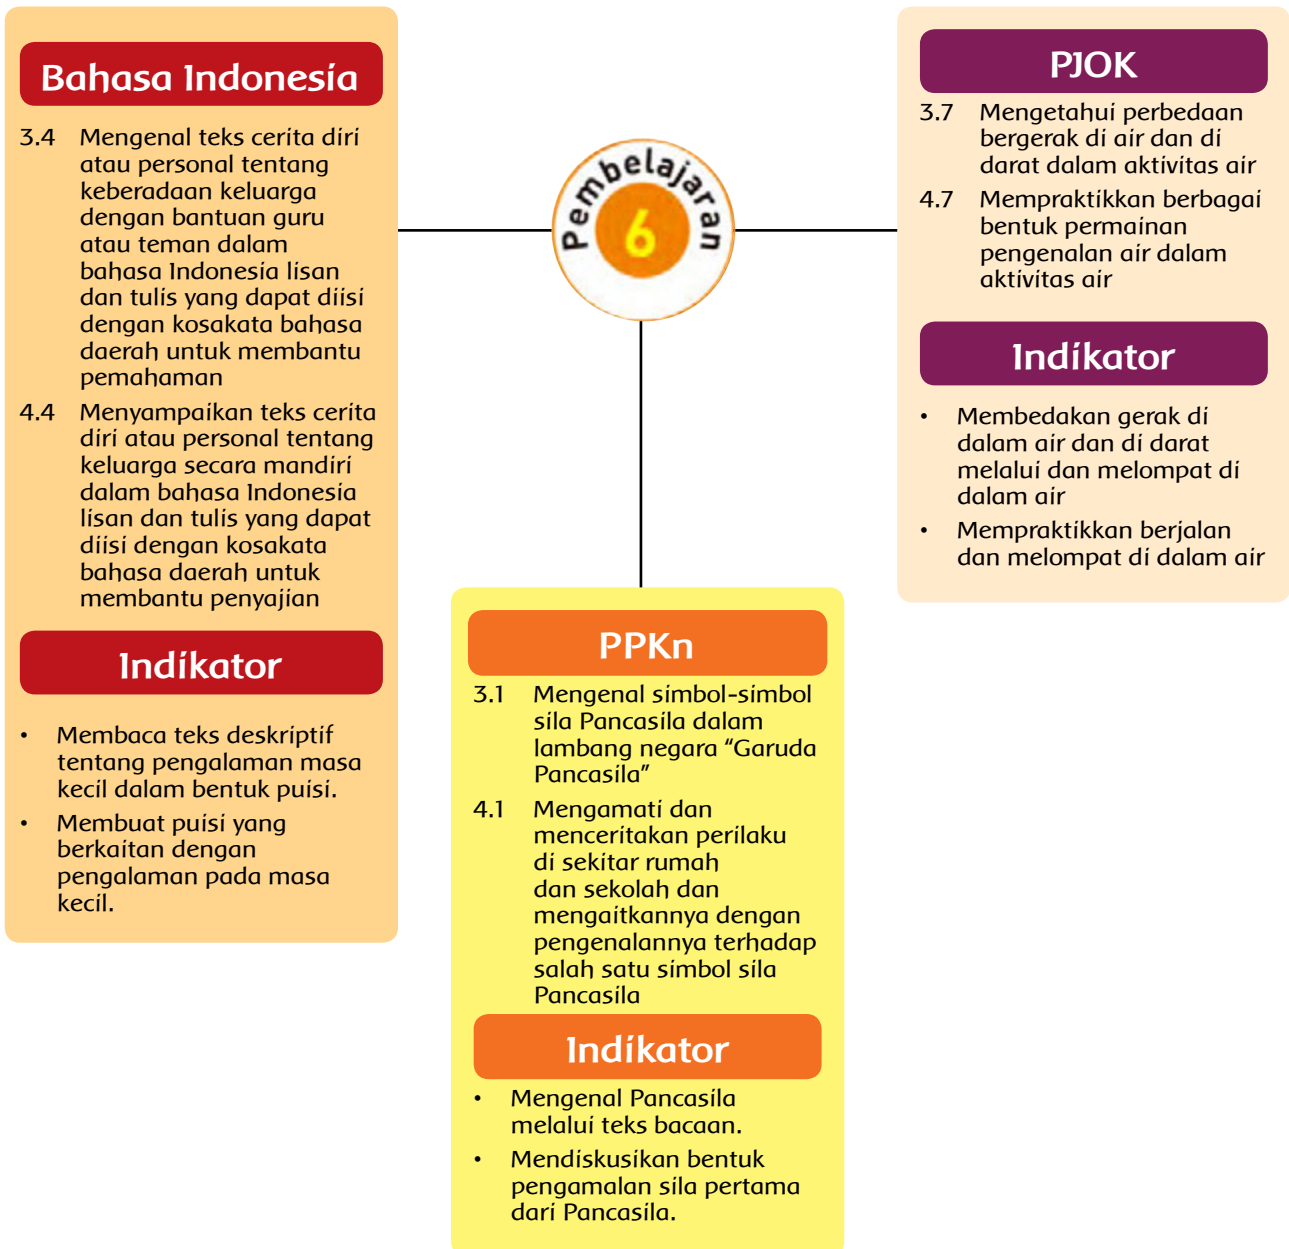 Bahasa Indonesia
3.4 Mengenal teks cerita diri
atau personal tentang
keberadaan keluarga
dengan bantuan guru
atau teman dalam
bahasa Indonesia lisan
dan tulis yang dapat diisi
dengan kosakata bahasa
daerah untuk membantu
pemahaman
4.4 Menyampaikan teks cerita
diri atau personal tentang
keluarga secara mandiri
dalam bahasa Indonesia
lisan dan tulis yang dapat
diisi dengan kosakata
bahasa daerah untuk
membantu penyajian
Indikator
• Membaca teks deskriptif
tentang pengalaman masa
kecil dalam bentuk puisi.
• Membuat puisi yang
berkaitan dengan
pengalaman pada masa
kecil.
Pembelajaran
6
PPKn
3.1 Mengenal simbol-simbol
sila Pancasila dalam
lambang negara “Garuda
Pancasila”
4.1 Mengamati dan
menceritakan perilaku
di sekitar rumah
dan sekolah dan
mengaitkannya dengan
pengenalannya terhadap
salah satu simbol sila
Pancasila
Indikator
• Mengenal Pancasila
melalui teks bacaan.
• Mendiskusikan bentuk
pengamalan sila pertama
dari Pancasila.
PJOK
3.7 Mengetahui perbedaan
bergerak di air dan di
darat dalam aktivitas air
4.7 Mempraktikkan berbagai
bentuk permainan
pengenalan air dalam
aktivitas air
Indikator
• Membedakan gerak di
dalam air dan di darat
melalui dan melompat di
dalam air
• Mempraktikkan berjalan
dan melompat di dalam air